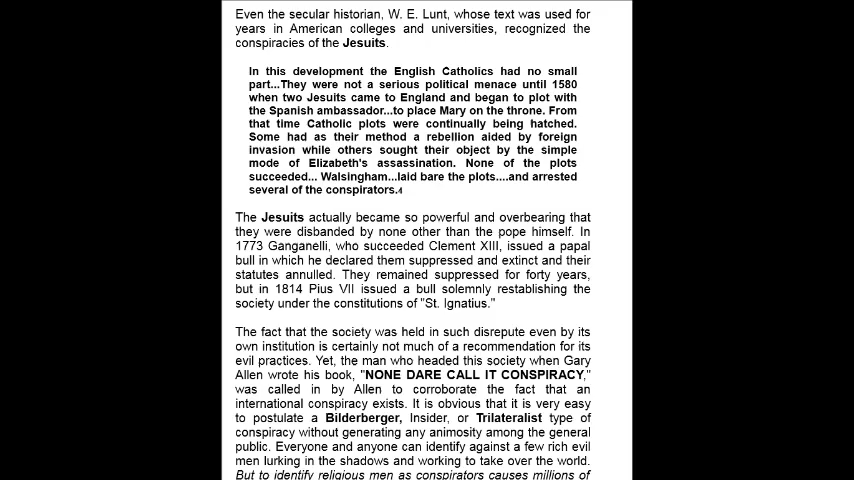 Even the secular historian, W. E. Lunt, whose text was used for
years in American colleges and universities, recognized the
conspiracies of the Jesuits.
In this development the English Catholics had no small
part...They were not a serious political menace until 1580
when two Jesuits came to England and began to plot with
the Spanish ambassador...to place Mary on the throne. From
that time Catholic plots were continually being hatched.
Some had as their method a rebellion aided by foreign
invasion while others sought their object by the simple
mode of Elizabeth's assassination. None of the plots
succeeded... Walsingham...laid bare the plots....and arrested
several of the conspirators.4
The Jesuits actually became so powerful and overbearing that
they were disbanded by none other than the pope himself. In
1773 Ganganelli, who succeeded Clement XIII, issued a papal
bull in which he declared them suppressed and extinct and their
statutes annulled. They remained suppressed for forty years,
but in 1814 Pius VII issued a bull solemnly restablishing the
society under the constitutions of "St. Ignatius."
The fact that the society was held in such disrepute even by its
own institution is certainly not much of a recommendation for its
evil practices. Yet, the man who headed this society when Gary
Allen wrote his book, "NONE DARE CALL IT CONSPIRACY,"
was called in by Allen to corroborate the fact that an
international conspiracy exists. It is obvious that it is very easy
to postulate a Bilderberger, Insider, or Trilateralist type of
conspiracy without generating any animosity among the general
public. Everyone and anyone can identify against a few rich evil
men lurking in the shadows and working to take over the world.
But to identify religious men as conspirators causes millions of